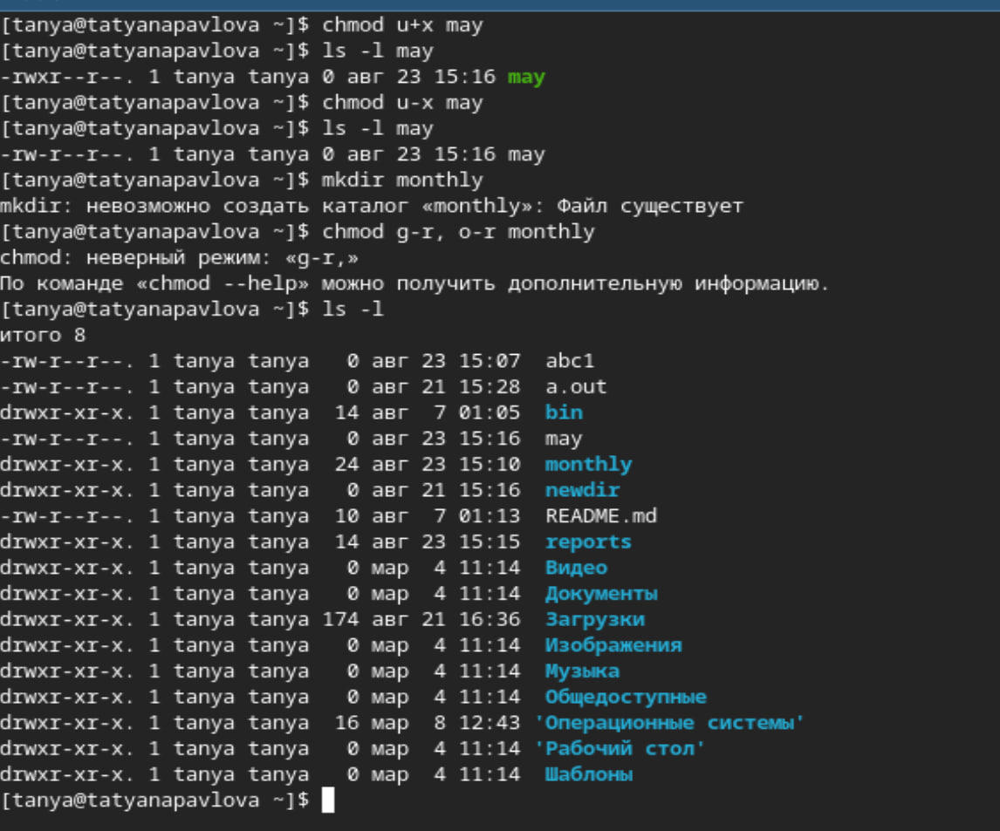 [tanya@tatyanapavlova ~]$ chmod u+x may
[tanya@tatyanapavlova ~]$ ls -l may
-rwxr--r--. 1 tanya tanya 0 авг 23 15:16 may
[tanya@tatyanapavlova ~]$ chmod u-x may
[tanya@tatyanapavlova ~]$ ls -l may
-rw-r--r--. 1 tanya tanya 0 авг 23 15:16 may
[tanya@tatyanapavlova ~]$ mkdir monthly
mkdir: невозможно создать каталог «monthly»: Файл существует
[tanya@tatyanapavlova ~]$ chmod g-r, o-r monthly
chmod: неверный режим: «g-r,»
По команде «chmod --help» можно получить дополнительную информацию.
[tanya@tatyanapavlova ~]$ ls -l
итого 8
-rw-r--r--. 1 tanya tanya   0 авг 23 15:07  abc1
-rw-r--r--. 1 tanya tanya   0 авг 21 15:28  a.out
drwxr-xr-x. 1 tanya tanya  14 авг  7 01:05  bin
-rw-r--r--. 1 tanya tanya   0 авг 23 15:16  may
drwxr-xr-x. 1 tanya tanya  24 авг 23 15:10  monthly
drwxr-xr-x. 1 tanya tanya   0 авг 21 15:16  newdir
-rw-r--r--. 1 tanya tanya  10 авг  7 01:13  README.md
drwxr-xr-x. 1 tanya tanya  14 авг 23 15:15  reports
drwxr-xr-x. 1 tanya tanya   0 мар  4 11:14  Видео
drwxr-xr-x. 1 tanya tanya   0 мар  4 11:14  Документы
drwxr-xr-x. 1 tanya tanya 174 авг 21 16:36  Загрузки
drwxr-xr-x. 1 tanya tanya   0 мар  4 11:14  Изображения
drwxr-xr-x. 1 tanya tanya   0 мар  4 11:14  Музыка
drwxr-xr-x. 1 tanya tanya   0 мар  4 11:14  Общедоступные
drwxr-xr-x. 1 tanya tanya  16 мар  8 12:43 'Операционные системы'
drwxr-xr-x. 1 tanya tanya   0 мар  4 11:14 'Рабочий стол'
drwxr-xr-x. 1 tanya tanya   0 мар  4 11:14  Шаблоны
[tanya@tatyanapavlova ~]$